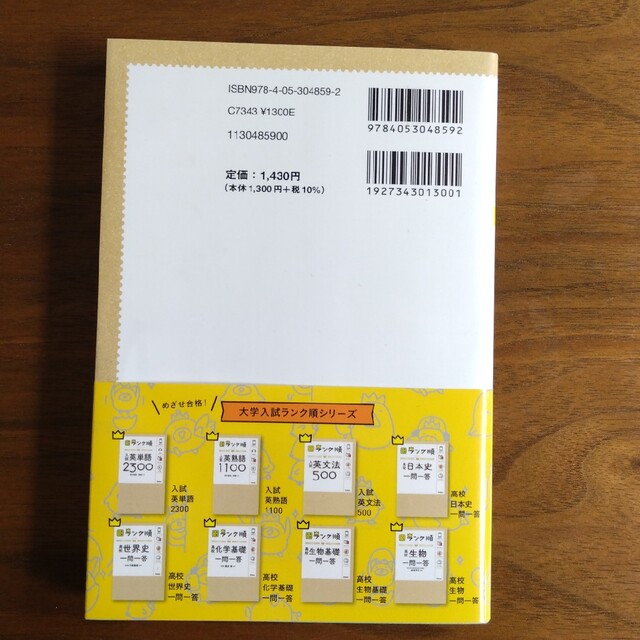 ISBN978-4-05-304859-2
C7343 ¥1300E
1130485900
定価：1,430円
（本体1,300円＋税10%）
9784053048592
1927343013001
めざせ合格！
大学入試ランク順シリーズ
ランク順
入試
英単語
2300
入試
英単語
2300
ランク順
英熟語
1100
入試
英熟語
1100
ランク順
英文法
500
入試
英文法
500
ランク順
日本史
一問一答
高校
日本史
一問一答
ランク順
世界史
一問一答
高校
世界史
一問一答
ランク順
化学基礎
一問一答
高校
化学基礎
一問一答
ランク順
生物基礎
一問一答
高校
生物基礎
一問一答
ランク順
生物
一問一答
高校
生物
一問一答